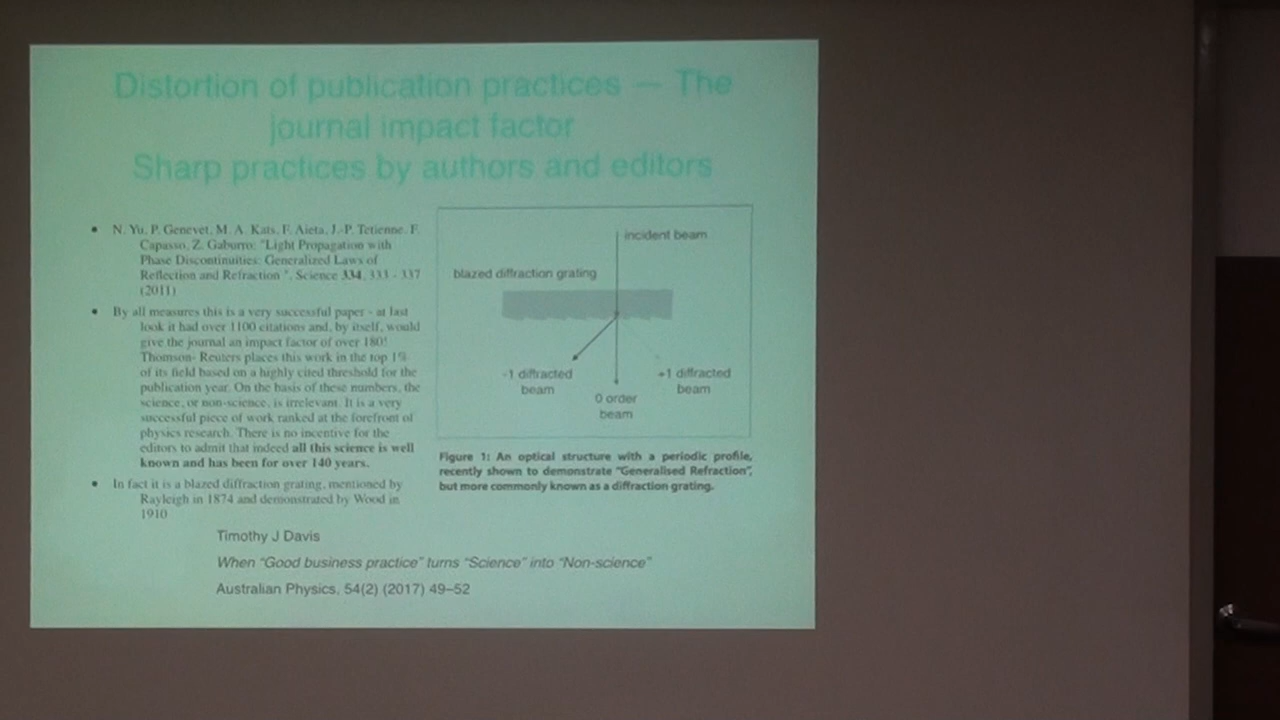 Distortion of publication practices — The
journal impact factor
Sharp practices by authors and editors
• N. Yu, P. Genevet, M. A. Kats, F. Aieta, J.-P. Tetienne, F.
Capasso, Z. Gaburro: "Light Propagation with
Phase Discontinuities: Generalized Laws of
Reflection and Refraction ". Science 334, 333 - 337
(2011)
• By all measures this is a very successful paper - at last
look it had over 1100 citations and, by itself, would
give the journal an impact factor of over 180!
Thomson- Reuters places this work in the top 1%
of its field based on a highly cited threshold for the
publication year. On the basis of these numbers, the
science, or non-science, is irrelevant. It is a very
successful piece of work ranked at the forefront of
physics research. There is no incentive for the
editors to admit that indeed all this science is well
known and has been for over 140 years.
• In fact it is a blazed diffraction grating, mentioned by
Rayleigh in 1874 and demonstrated by Wood in
1910
incident beam
blazed diffraction grating
-1 diffracted
beam
0 order
beam
+1 diffracted
beam
Figure 1: An optical structure with a periodic profile,
recently shown to demonstrate "Generalised Refraction",
but more commonly known as a diffraction grating.
Timothy J Davis
When "Good business practice" turns "Science" into "Non-science"
Australian Physics, 54(2) (2017) 49–52